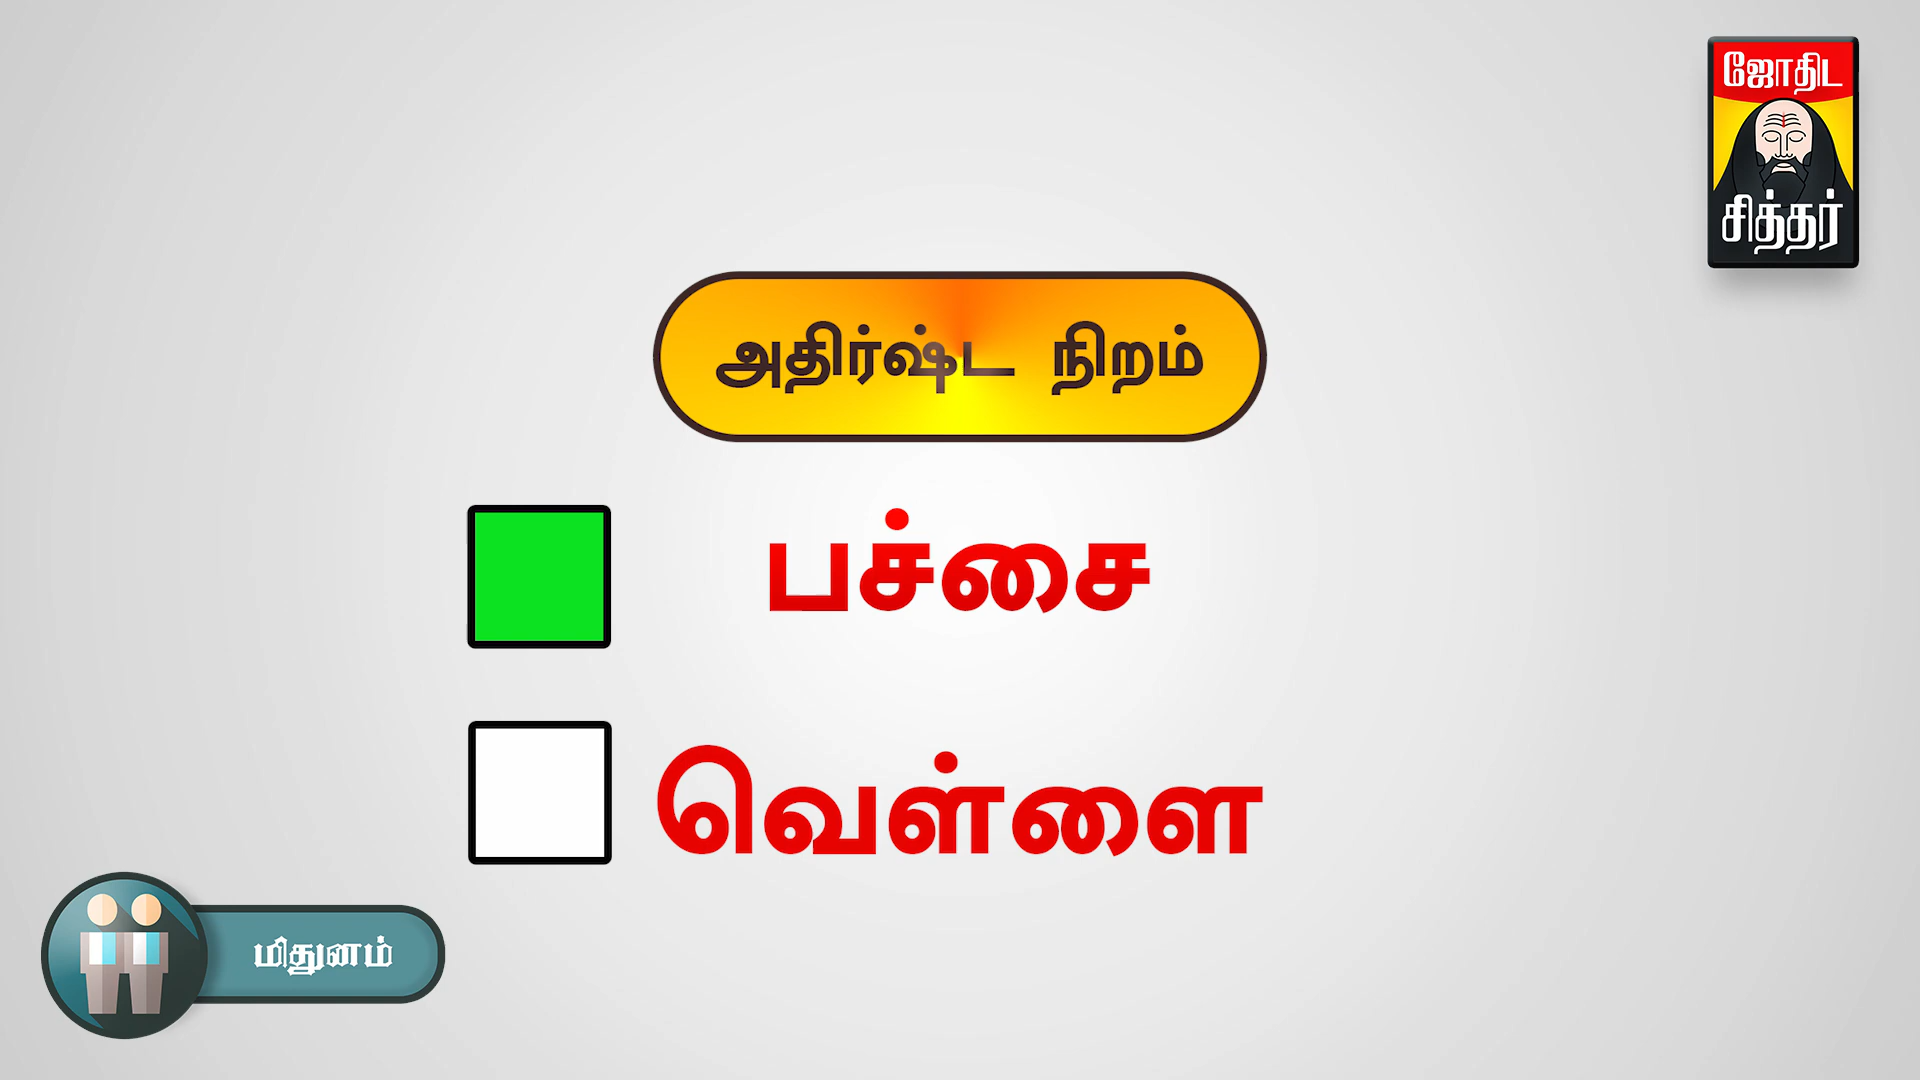 ஜோதிட
சித்தர்
அதிர்ஷ்ட நிறம்
பச்சை
வெள்ளை
மிதுனம்